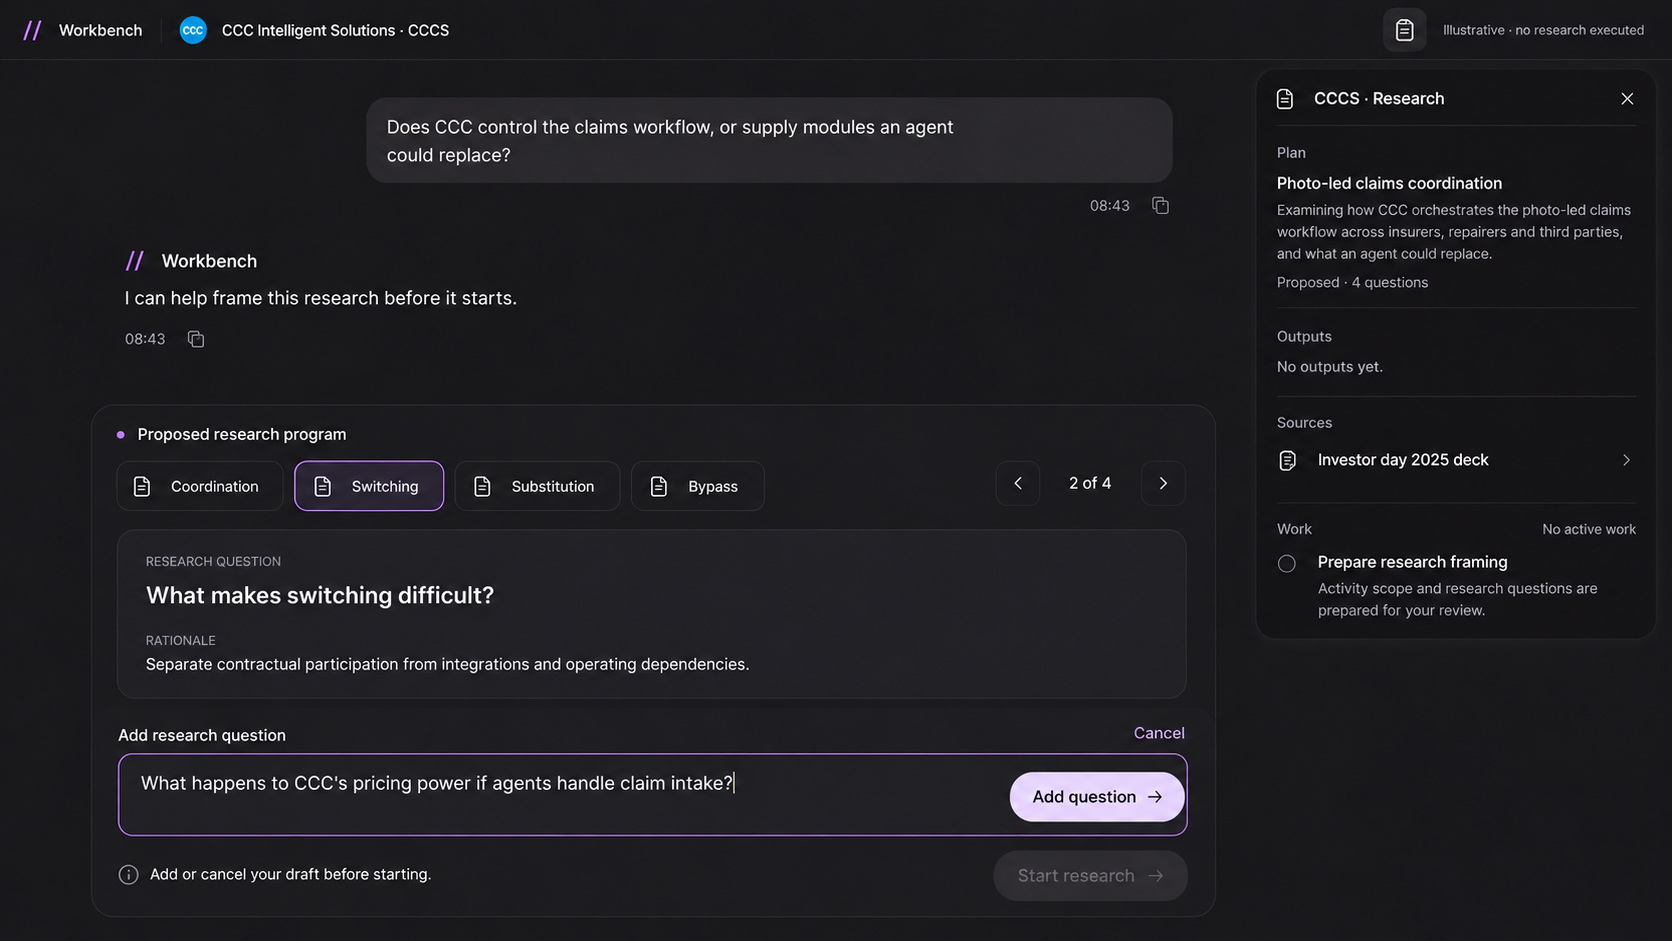 // Workbench
CCC
CCC Intelligent Solutions · CCCS
Illustrative · no research executed
Does CCC control the claims workflow, or supply modules an agent
could replace?
08:43
// Workbench
I can help frame this research before it starts.
08:43
Proposed research program
Coordination
Switching
Substitution
Bypass
2 of 4
RESEARCH QUESTION
What makes switching difficult?
RATIONALE
Separate contractual participation from integrations and operating dependencies.
Add research question
Cancel
What happens to CCC's pricing power if agents handle claim intake?
Add question →
Add or cancel your draft before starting.
Start research →
CCCS · Research
Plan
Photo-led claims coordination
Examining how CCC orchestrates the photo-led claims
workflow across insurers, repairers and third parties,
and what an agent could replace.
Proposed · 4 questions
Outputs
No outputs yet.
Sources
Investor day 2025 deck
Work
No active work
Prepare research framing
Activity scope and research questions are
prepared for your review.